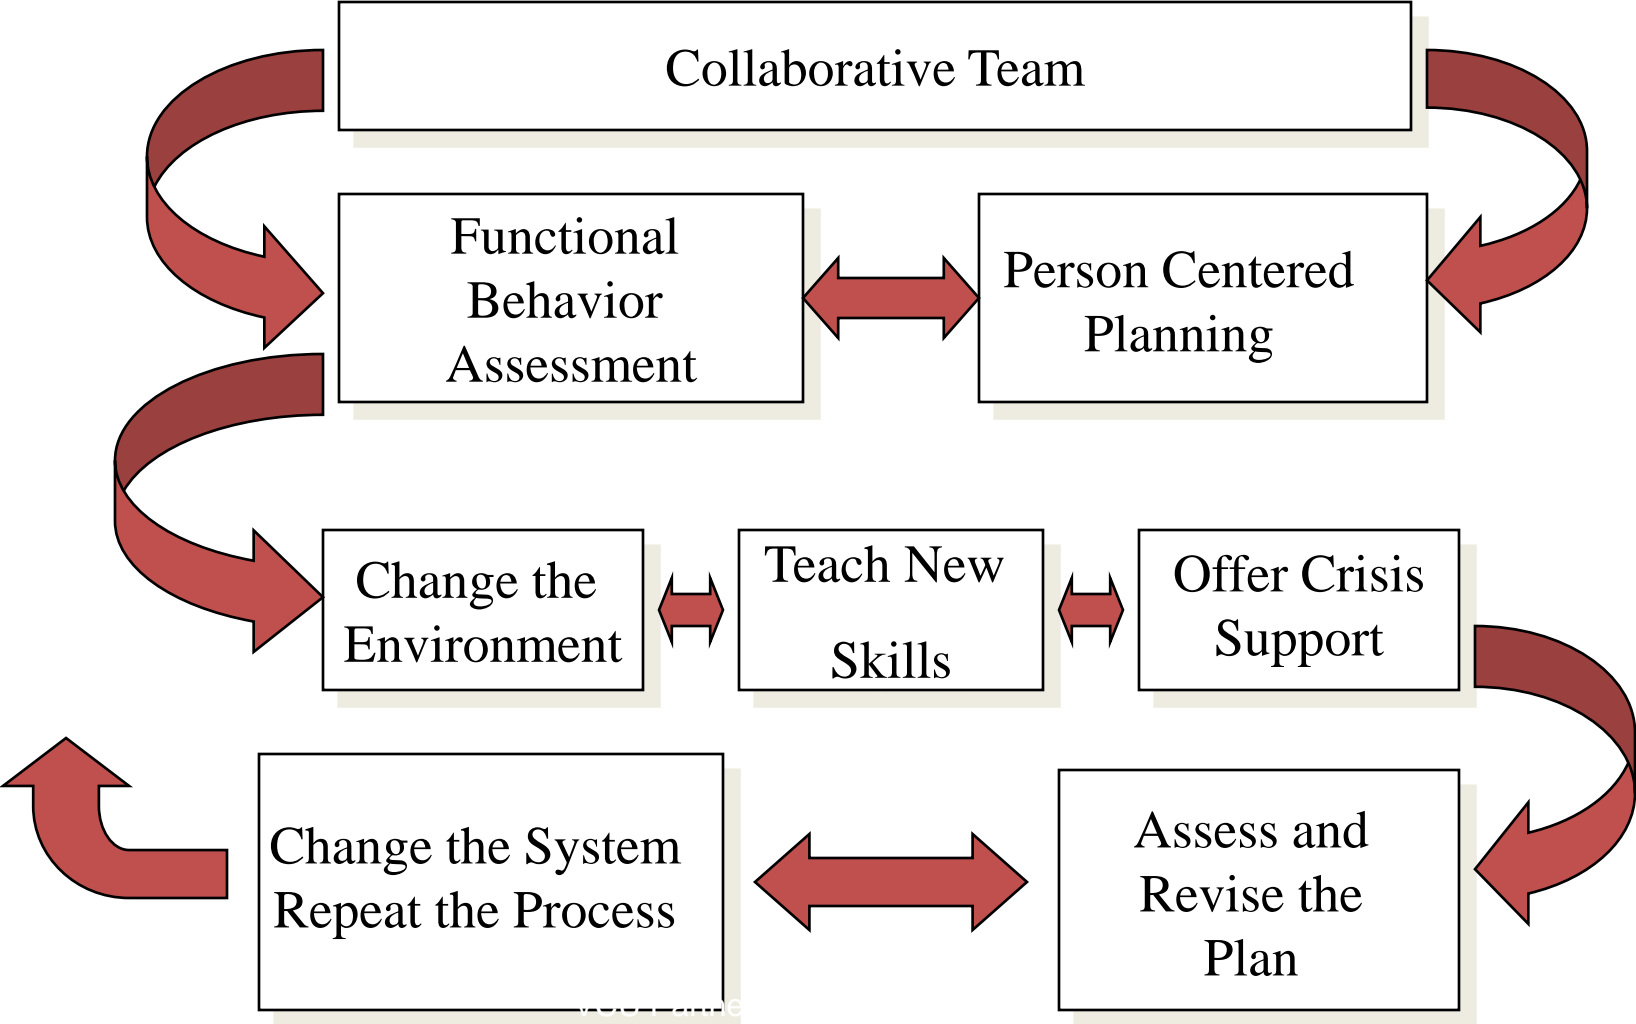 Collaborative Team
Functional
Behavior
Assessment
Person Centered
Planning
Change the
Environment
Teach New
Skills
Offer Crisis
Support
Change the System
Repeat the Process
Assess and
Revise the
Plan